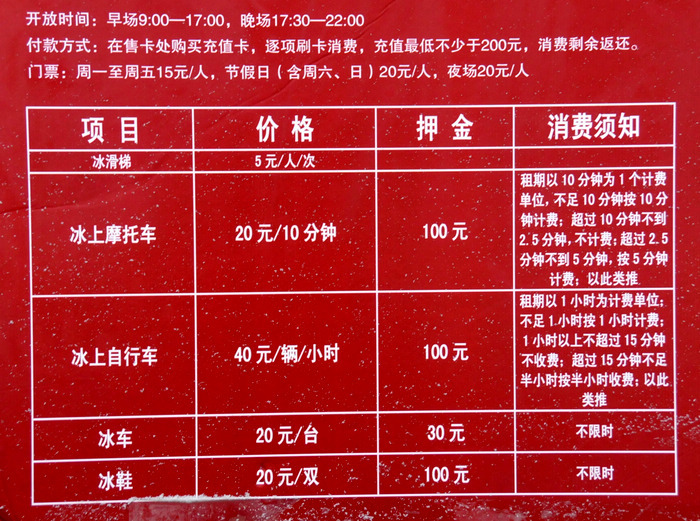 开放时间：早场9:00—17:00，晚场17:30—22:00
付款方式：在售卡处购买充值卡，逐项刷卡消费，充值最低不少于200元，消费剩余返还。
门票：周一至周五15元/人，节假日（含周六、日）20元/人，夜场20元/人
项目 价格 押金 消费须知
冰滑梯 5元/人/次
冰上摩托车 20元/10分钟 100元
租期以10分钟为1个计费
单位，不足10分钟按10分
钟计费；超过10分钟不到
2.5分钟，不计费；超过2.5
分钟不到5分钟，按5分钟
计费；以此类推
冰上自行车 40元/辆/小时 100元
租期以1小时为计费单位；
不足1小时按1小时计费；
1小时以上不超过15分钟
不收费；超过15分钟不足
半小时按半小时收费；以此
类推
冰车 20元/台 30元 不限时
冰鞋 20元/双 100元 不限时